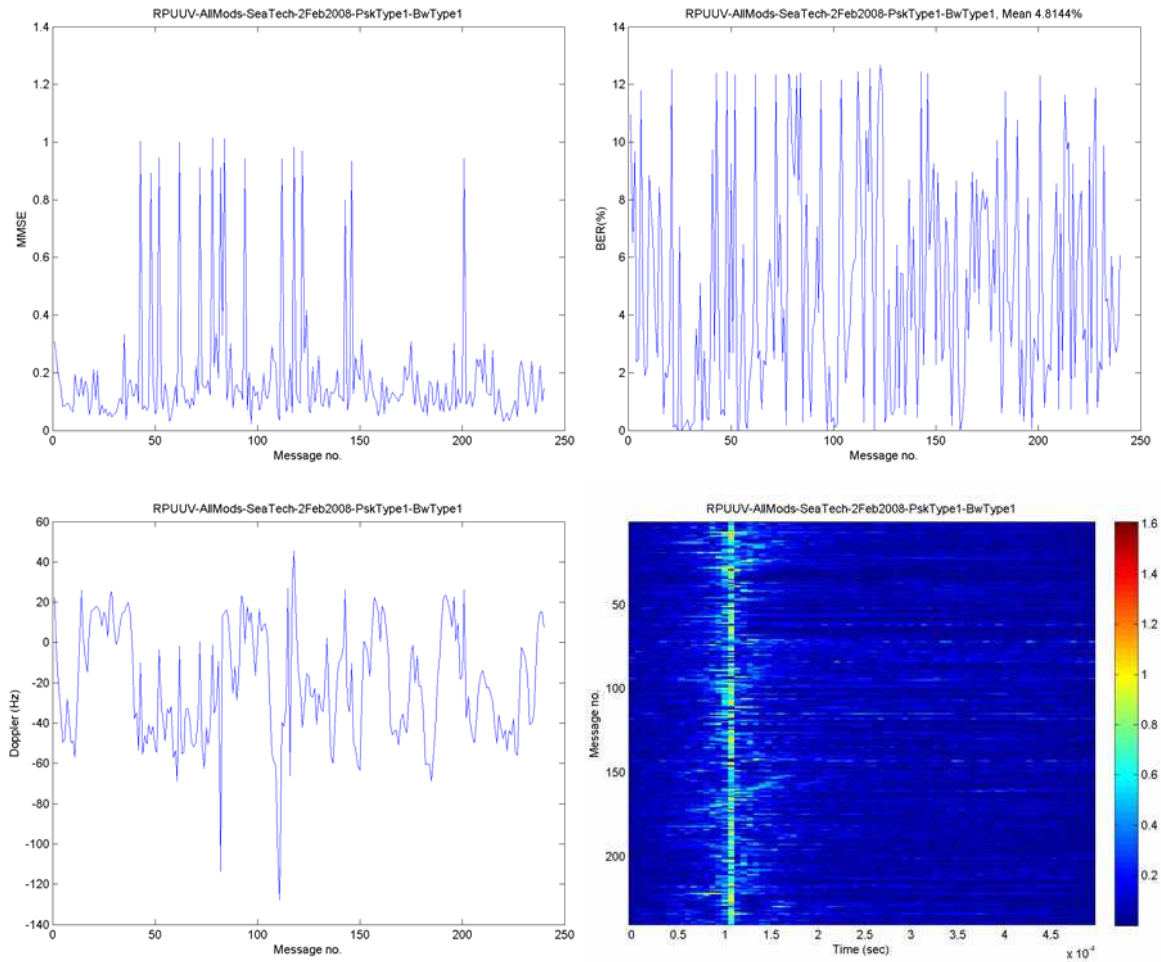 RPUUV-AllMods-SeaTech-2Feb2008-PskType1-BwType1
1.4
1.2
1
0.8
0.6
0.4
0.2
0
MMSE
0 50 100 150 200 250
Message no.
RPUUV-AllMods-SeaTech-2Feb2008-PskType1-BwType1, Mean 4.8144%
14
12
10
8
6
4
2
0
BER(%)
0 50 100 150 200 250
Message no.
RPUUV-AllMods-SeaTech-2Feb2008-PskType1-BwType1
60
40
20
0
-20
-40
-60
-80
-100
-120
-140
Doppler (Hz)
0 50 100 150 200 250
Message no.
RPUUV-AllMods-SeaTech-2Feb2008-PskType1-BwType1
50
100
150
200
Message no.
0 0.5 1 1.5 2 2.5 3 3.5 4 4.5
Time (sec)
x 10-4
1.6
1.4
1.2
1
0.8
0.6
0.4
0.2